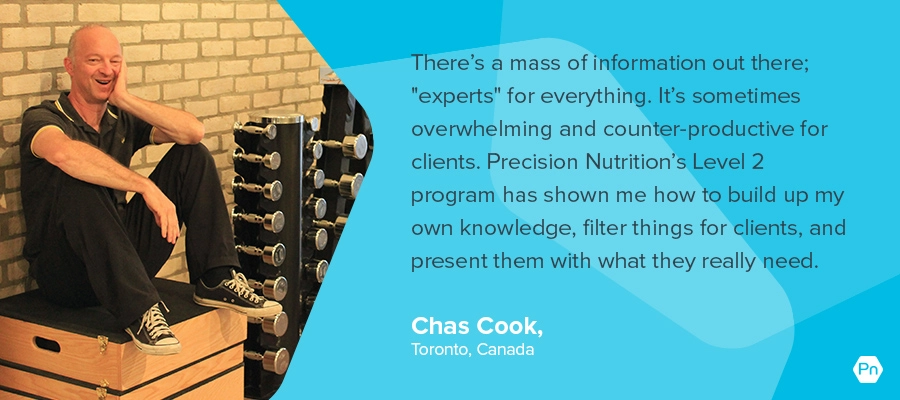 There’s a mass of information out there;
"experts" for everything. It’s sometimes
overwhelming and counter-productive for
clients. Precision Nutrition’s Level 2
program has shown me how to build up my
own knowledge, filter things for clients, and
present them with what they really need.
Chas Cook,
Toronto, Canada
Pn